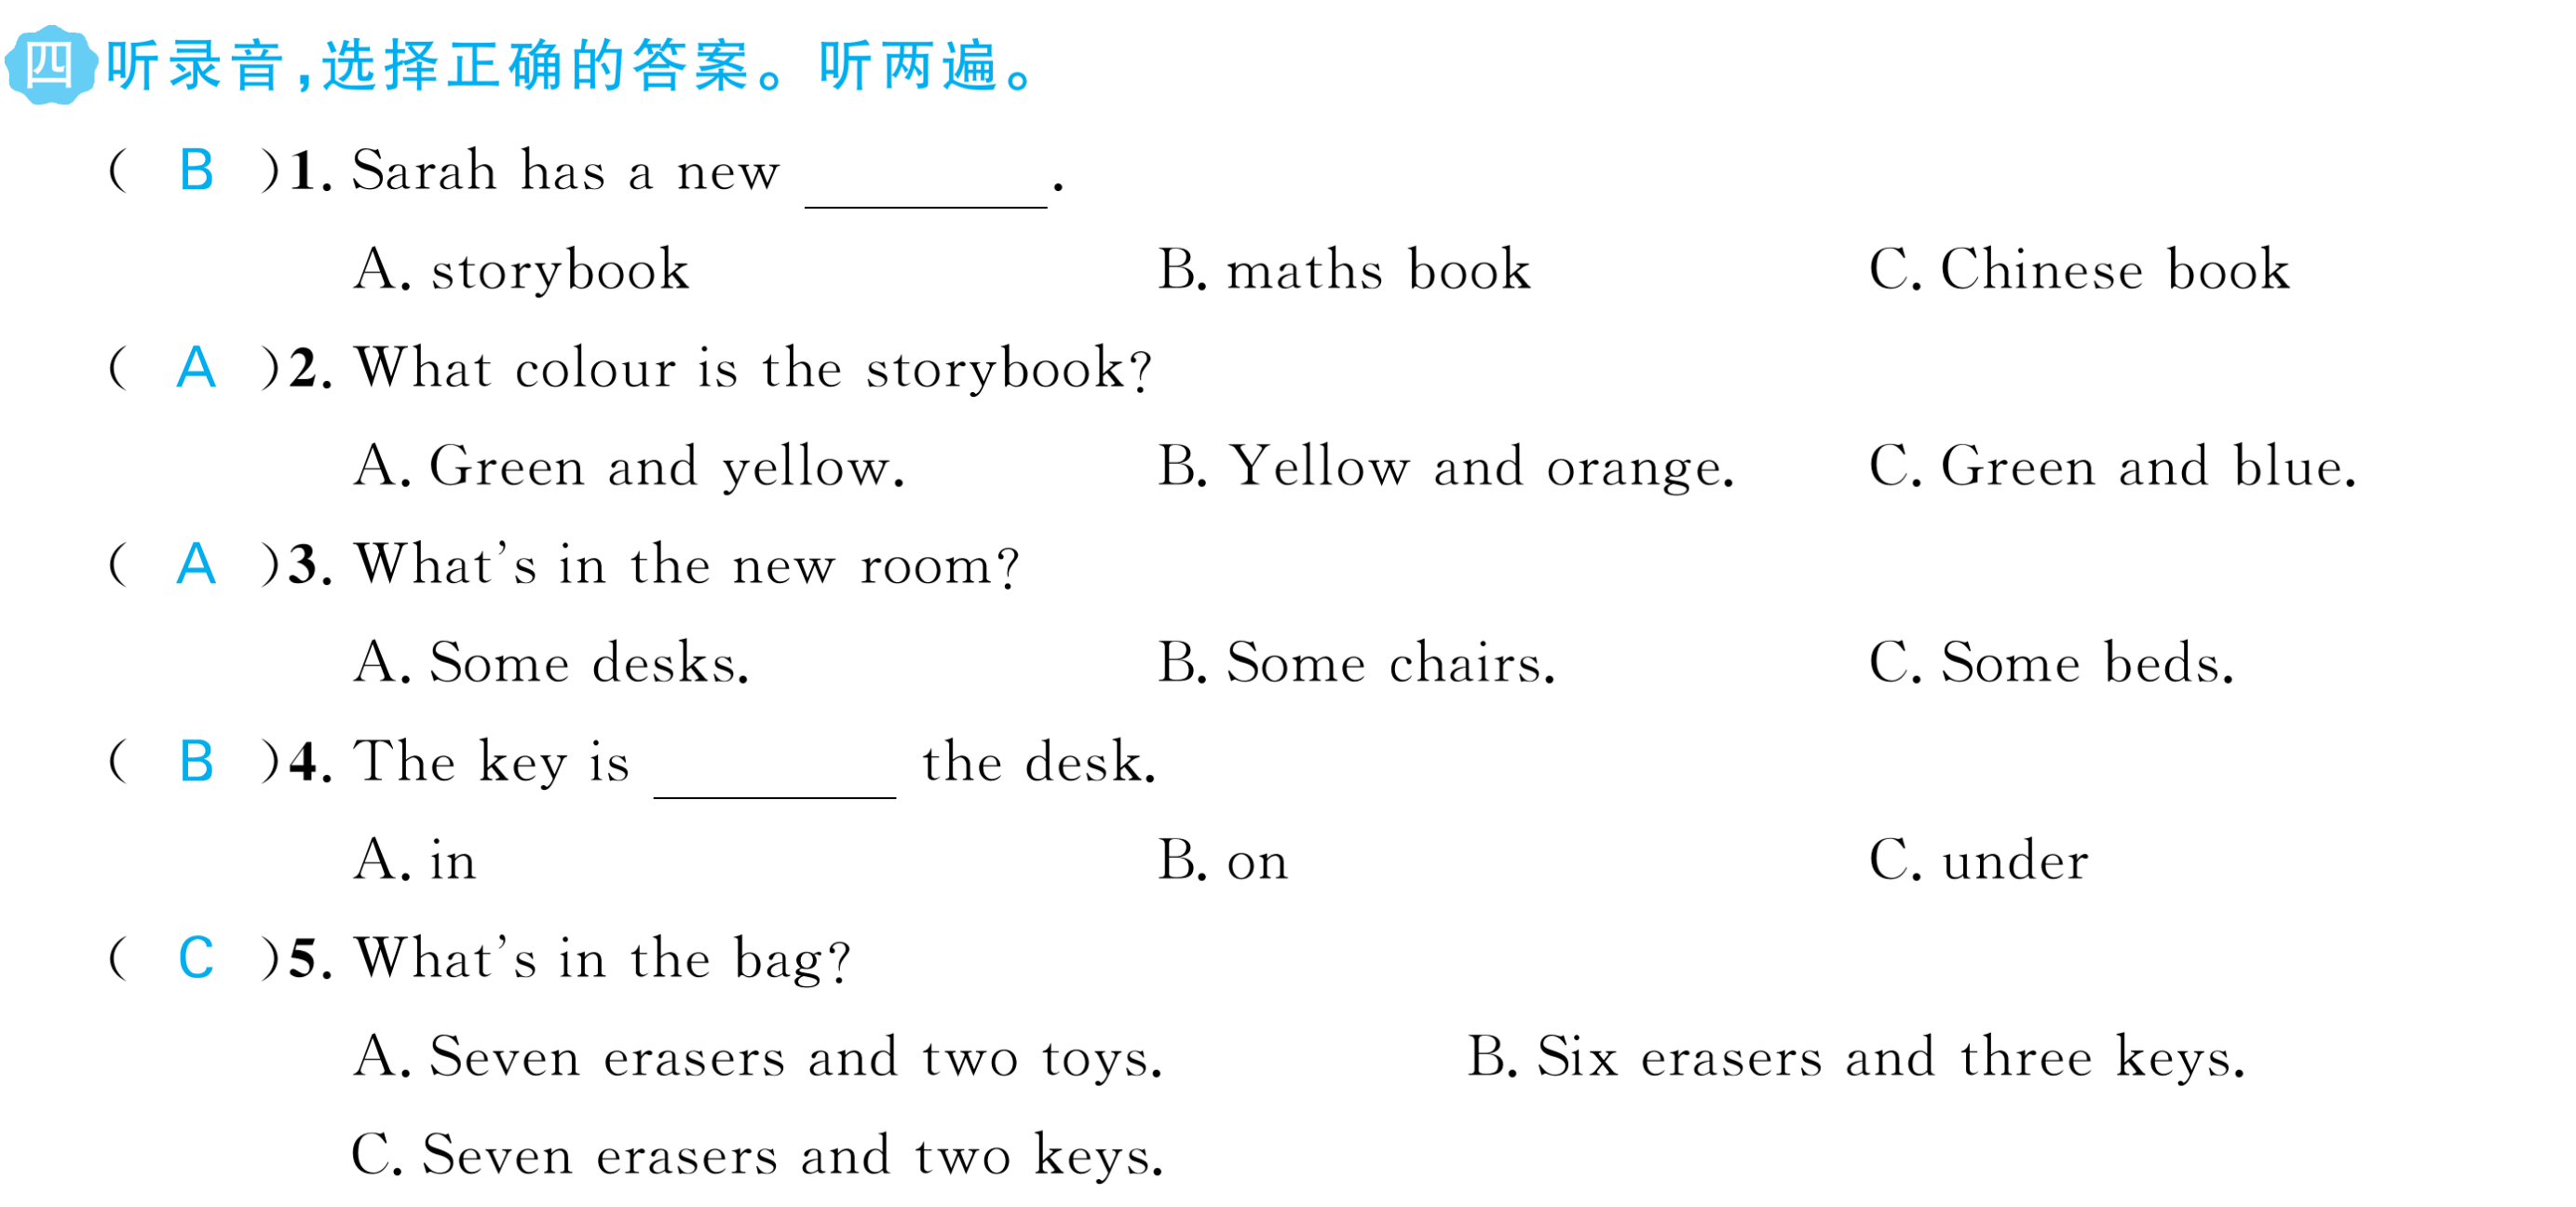 四 听录音,选择正确的答案。听两遍。
( B )1. Sarah has a new ________.
A. storybook B. maths book C. Chinese book
( A )2. What colour is the storybook?
A. Green and yellow. B. Yellow and orange. C. Green and blue.
( A )3. What's in the new room?
A. Some desks. B. Some chairs. C. Some beds.
( B )4. The key is ________ the desk.
A. in B. on C. under
( C )5. What's in the bag?
A. Seven erasers and two toys. B. Six erasers and three keys.
C. Seven erasers and two keys.